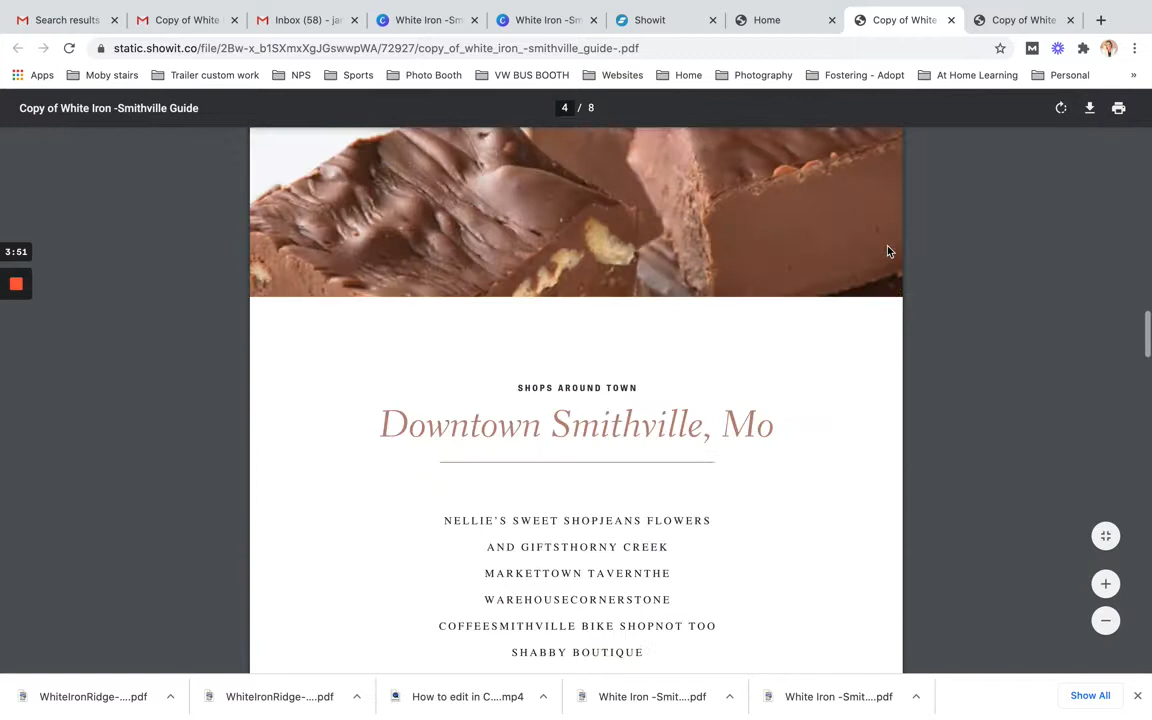 Search results
Copy of White
Inbox (58) - ja
White Iron -Sm
White Iron -Sm
Showit
Home
Copy of White
Copy of White
static.showit.co/file/2Bw-x_b1SXmxXgJGswwpWA/72927/copy_of_white_iron_-smithville_guide-.pdf
Apps
Moby stairs
Trailer custom work
NPS
Sports
Photo Booth
VW BUS BOOTH
Websites
Home
Photography
Fostering - Adopt
At Home Learning
Personal
»
Copy of White Iron -Smithville Guide
4 / 8
3:51
SHOPS AROUND TOWN
Downtown Smithville, Mo
NELLIE'S SWEET SHOPJEANS FLOWERS
AND GIFTSTHORNY CREEK
MARKETTOWN TAVERNTHE
WAREHOUSECORNERSTONE
COFFEESMITHVILLE BIKE SHOPNOT TOO
SHABBY BOUTIQUE
WhiteIronRidge-....pdf
WhiteIronRidge-....pdf
How to edit in C....mp4
White Iron -Smit....pdf
White Iron -Smit....pdf
Show All